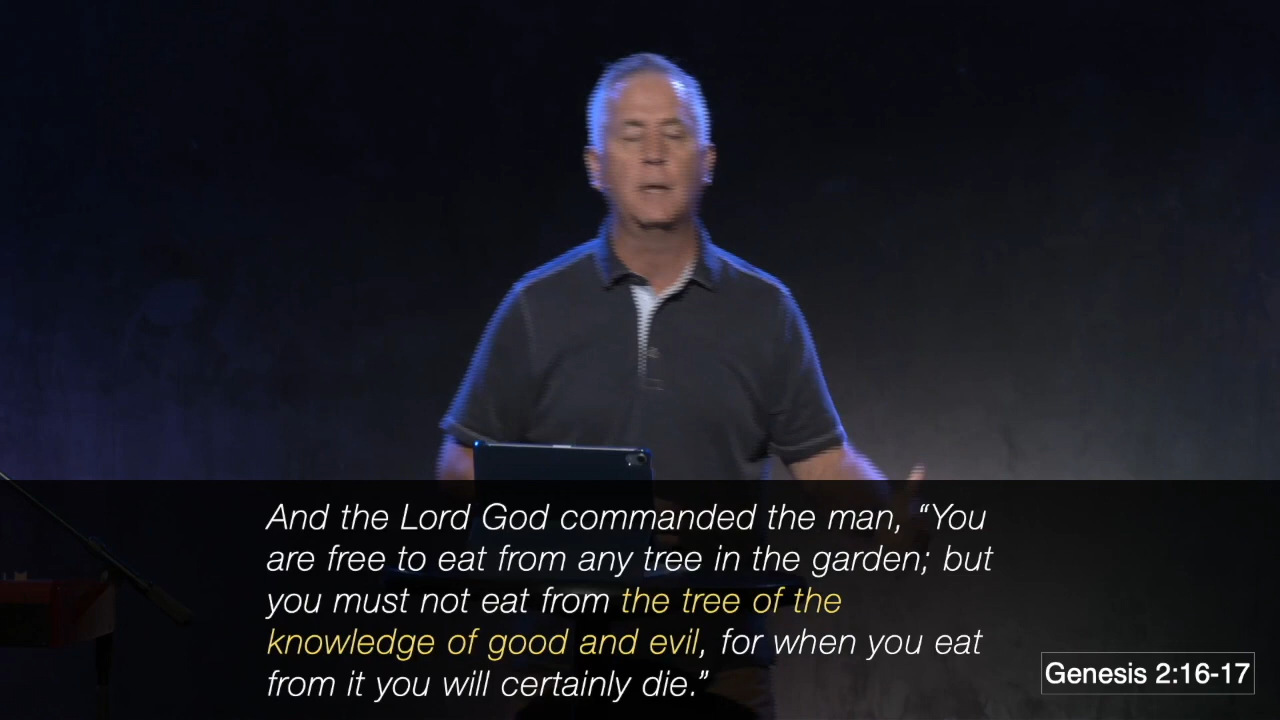 And the Lord God commanded the man, “You
are free to eat from any tree in the garden; but
you must not eat from the tree of the
knowledge of good and evil, for when you eat
from it you will certainly die.”
Genesis 2:16-17